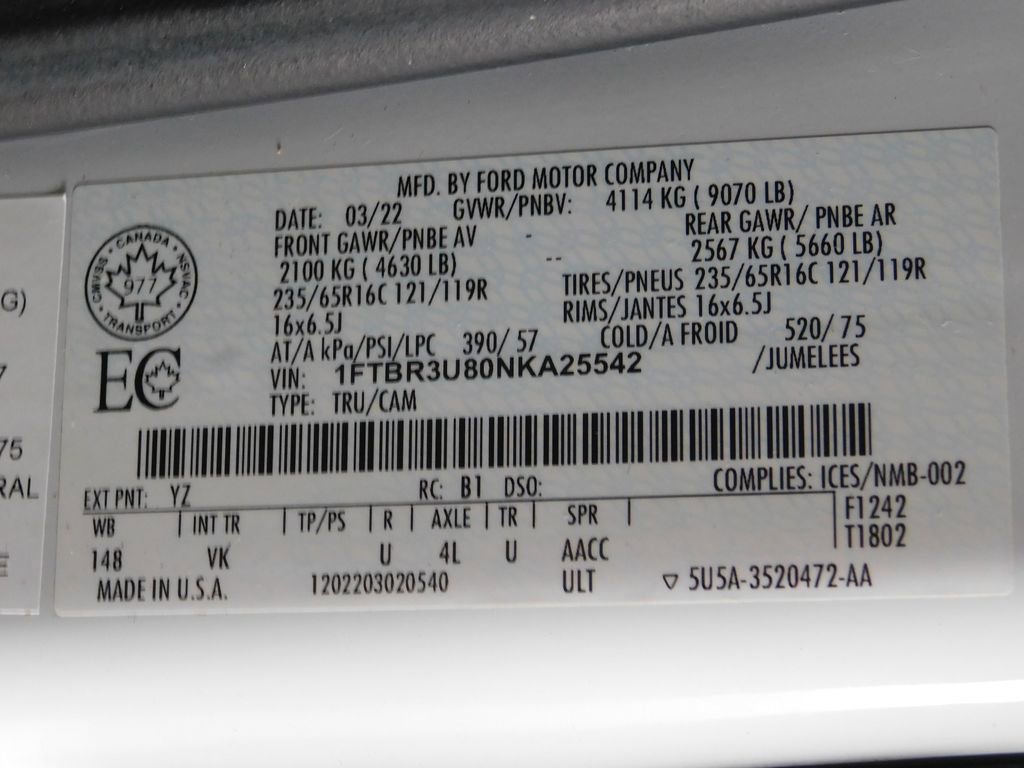 MFD. BY FORD MOTOR COMPANY
DATE: 03/22 GVWR/PNBV: 4114 KG ( 9070 LB)
FRONT GAWR/PNBE AV - REAR GAWR/ PNBE AR
2100 KG ( 4630 LB) -- 2567 KG ( 5660 LB)
235/65R16C 121/119R TIRES/PNEUS 235/65R16C 121/119R
16x6.5J RIMS/JANTES 16x6.5J
AT/A kPa/PSI/LPC 390/ 57 COLD/A FROID 520/ 75
VIN: 1FTBR3U80NKA25542 /JUMELEES
TYPE: TRU/CAM
CANADA
977
TRANSPORT
NSVAC
EC
EXT PNT: YZ RC: B1 DSO: COMPLIES: ICES/NMB-002
WB | INT TR | TP/PS | R | AXLE | TR | SPR | F1242
148 VK U 4L U AACC T1802
MADE IN U.S.A. 1202203020540 ULT ▽ 5U5A-3520472-AA
G)
7
75
RAL
E